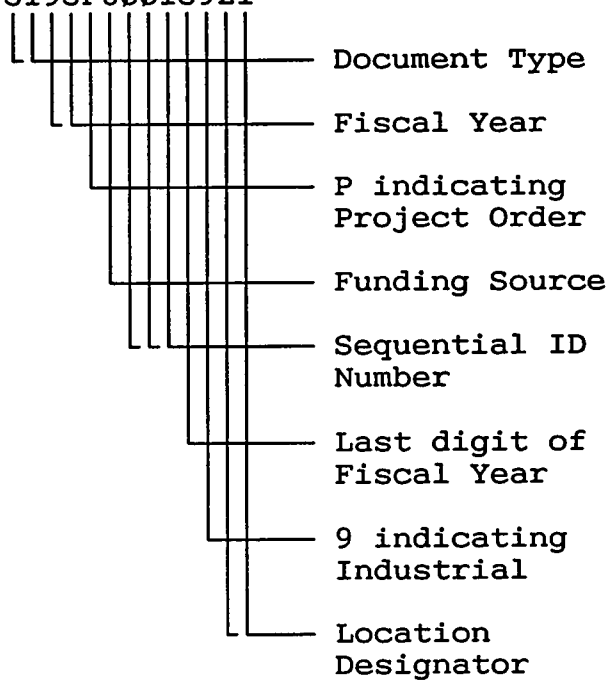 Document Type
Fiscal Year
P indicating
Project Order
Funding Source
Sequential ID
Number
Last digit of
Fiscal Year
9 indicating
Industrial
Location
Designator